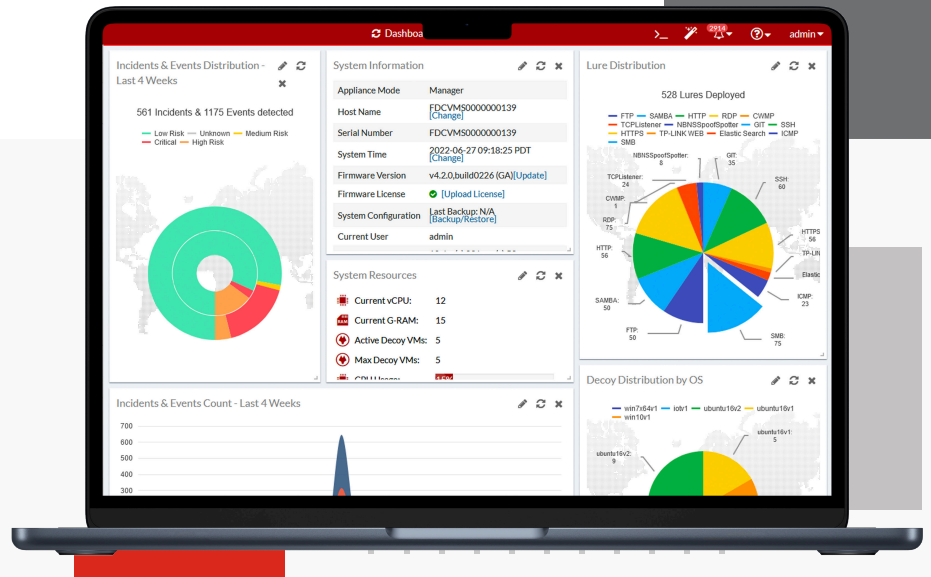 Dashboa
>_
2914
admin
Incidents & Events Distribution -
Last 4 Weeks
561 Incidents & 1175 Events detected
Low Risk Unknown Medium Risk
Critical High Risk
System Information
Appliance Mode Manager
Host Name FDCVMS0000000139
[Change]
Serial Number FDCVMS0000000139
System Time 2022-06-27 09:18:25 PDT
[Change]
Firmware Version v4.2.0,build0226 (GA)[Update]
Firmware License [Upload License]
System Configuration Last Backup: N/A
[Backup/Restore]
Current User admin
System Resources
Current vCPU: 12
RAM Current G-RAM: 15
Active Decoy VMs: 5
Max Decoy VMs: 5
CPU Usage: 15%
Lure Distribution
528 Lures Deployed
FTP SAMBA HTTP RDP CWMP
TCPListener NBNSSpoofSpotter GIT SSH
HTTPS TP-LINK WEB Elastic Search ICMP
SMB
NBNSSpoofSpotter:
8
GIT:
35
TCPListener:
24
SSH:
60
CWMP:
1
RDP:
75
HTTPS
56
HTTP:
56
TP-LIN
Elastic
SAMBA:
50
ICMP:
23
FTP:
50
SMB:
75
Incidents & Events Count - Last 4 Weeks
700
600
500
400
300
Decoy Distribution by OS
win7x64v1 iotv1 ubuntu16v2 ubuntu16v1
win10v1
ubuntu16v1:
5
ubuntu16v2:
9